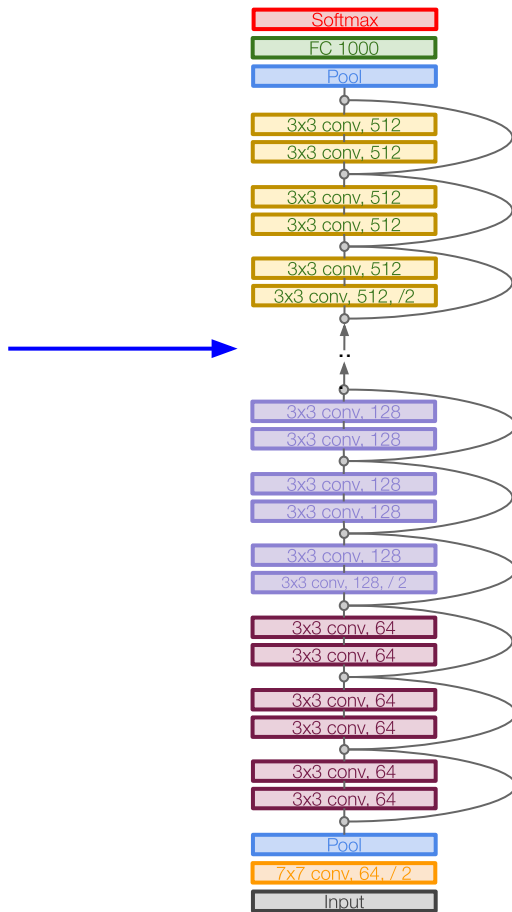 Softmax
FC 1000
Pool
3x3 conv, 512
3x3 conv, 512
3x3 conv, 512
3x3 conv, 512
3x3 conv, 512
3x3 conv, 512, /2
..
3x3 conv, 128
3x3 conv, 128
3x3 conv, 128
3x3 conv, 128
3x3 conv, 128
3x3 conv, 128, / 2
3x3 conv, 64
3x3 conv, 64
3x3 conv, 64
3x3 conv, 64
3x3 conv, 64
3x3 conv, 64
Pool
7x7 conv, 64, / 2
Input